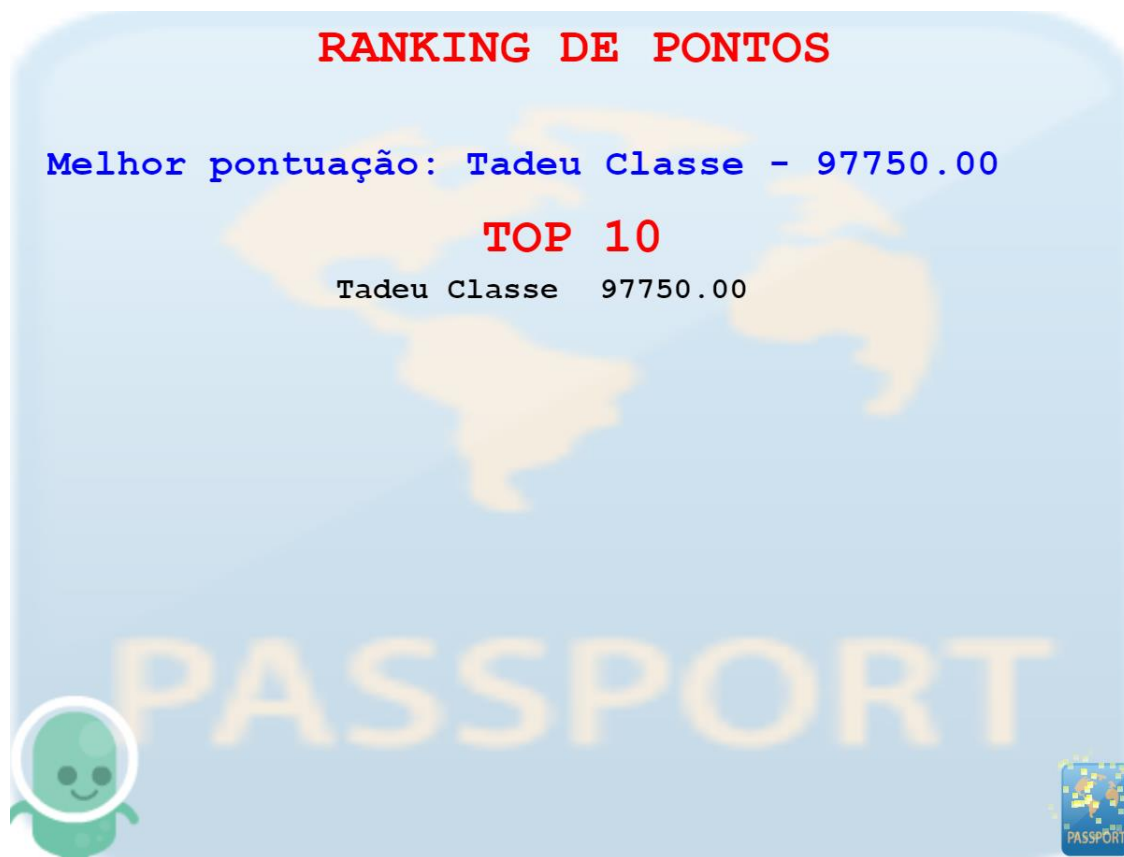 RANKING DE PONTOS
Melhor pontuação: Tadeu Classe - 97750.00
TOP 10
Tadeu Classe 97750.00
PASSPORT
PASSPORT